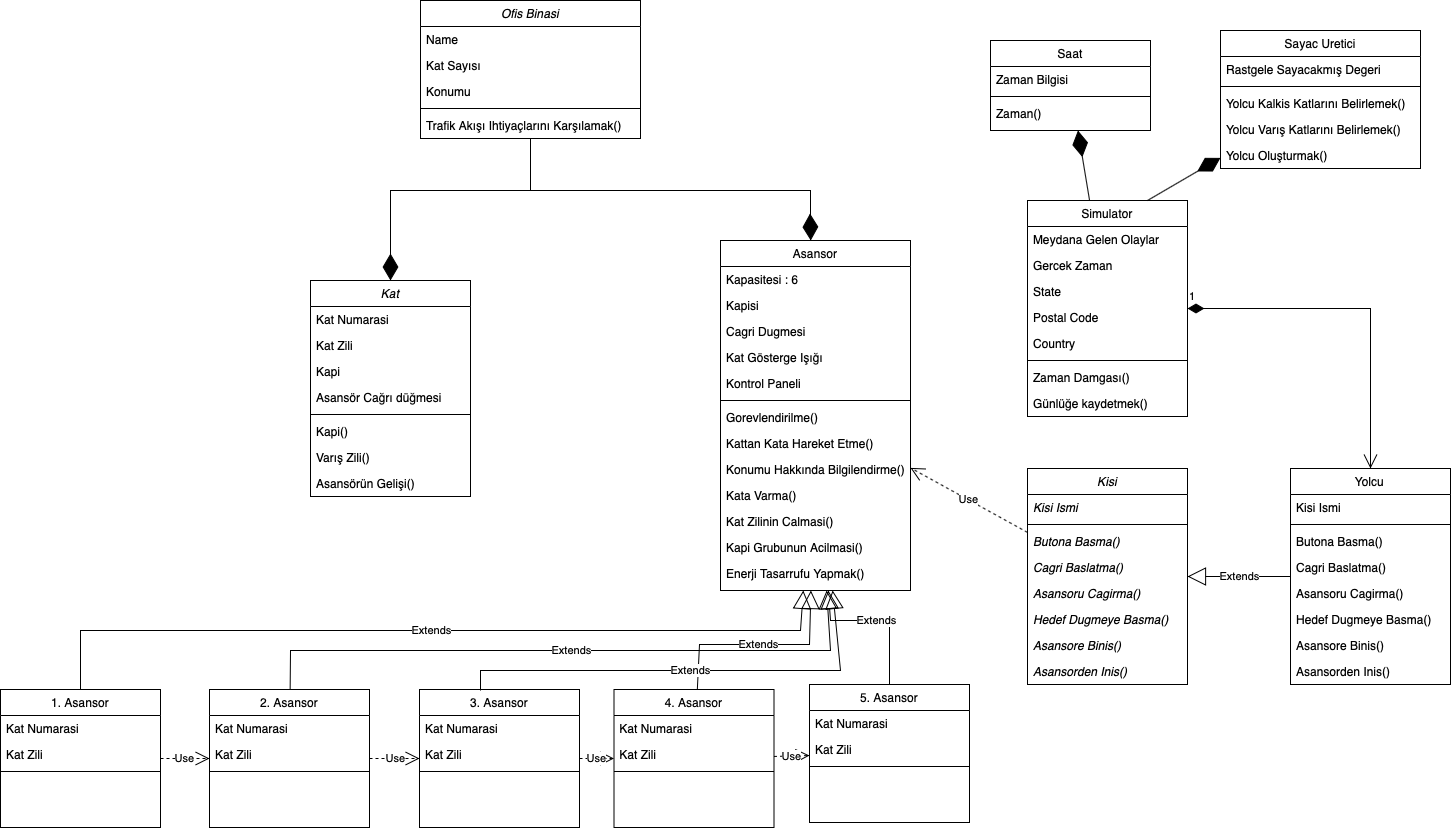 Ofis Binasi
Name
Kat Sayısı
Konumu
Trafik Akışı Ihtiyaçlarını Karşılamak()
Saat
Zaman Bilgisi
Zaman()
Sayac Uretici
Rastgele Sayacakmış Degeri
Yolcu Kalkis Katlarını Belirlemek()
Yolcu Varış Katlarını Belirlemek()
Yolcu Oluşturmak()
Simulator
Meydana Gelen Olaylar
Gercek Zaman
State
Postal Code
Country
Zaman Damgası()
Günlüğe kaydetmek()
1
Kat
Kat Numarasi
Kat Zili
Kapi
Asansör Cağrı düğmesi
Kapi()
Varış Zili()
Asansörün Gelişi()
Asansor
Kapasitesi : 6
Kapisi
Cagri Dugmesi
Kat Gösterge Işığı
Kontrol Paneli
Gorevlendirilme()
Kattan Kata Hareket Etme()
Konumu Hakkında Bilgilendirme()
Kata Varma()
Kat Zilinin Calmasi()
Kapi Grubunun Acilmasi()
Enerji Tasarrufu Yapmak()
Use
Kisi
Kisi Ismi
Butona Basma()
Cagri Baslatma()
Asansoru Cagirma()
Hedef Dugmeye Basma()
Asansore Binis()
Asansorden Inis()
Extends
Yolcu
Kisi Ismi
Butona Basma()
Cagri Baslatma()
Asansoru Cagirma()
Hedef Dugmeye Basma()
Asansore Binis()
Asansorden Inis()
Extends
Extends
Extends
Extends
Extends
1. Asansor
Kat Numarasi
Kat Zili
Use
2. Asansor
Kat Numarasi
Kat Zili
Use
3. Asansor
Kat Numarasi
Kat Zili
Use
4. Asansor
Kat Numarasi
Kat Zili
Use
5. Asansor
Kat Numarasi
Kat Zili